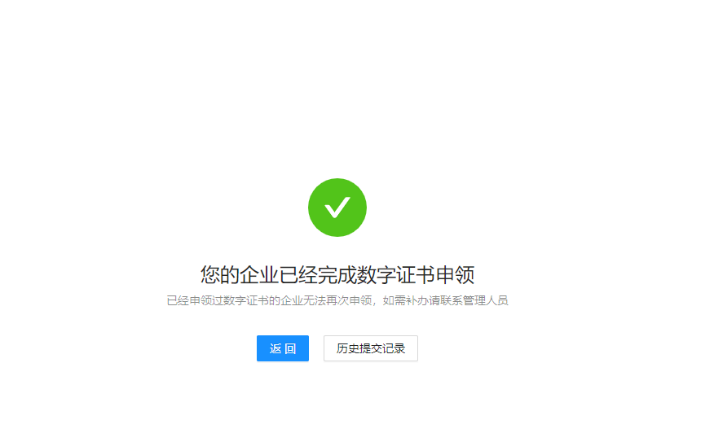 您的企业已经完成数字证书申领
已经申领过数字证书的企业无法再次申领，如需补办请联系管理人员
返 回
历史提交记录